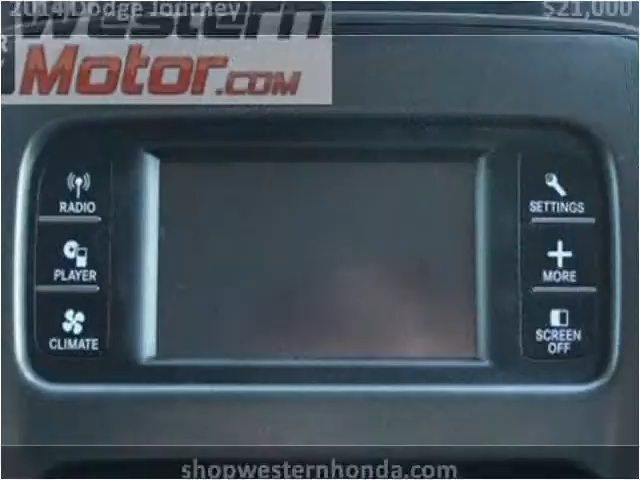 2014 Dodge Journey $21,000
Western
Motor.COM
RADIO
SETTINGS
PLAYER
MORE
CLIMATE
SCREEN
OFF
shopwesternhonda.com